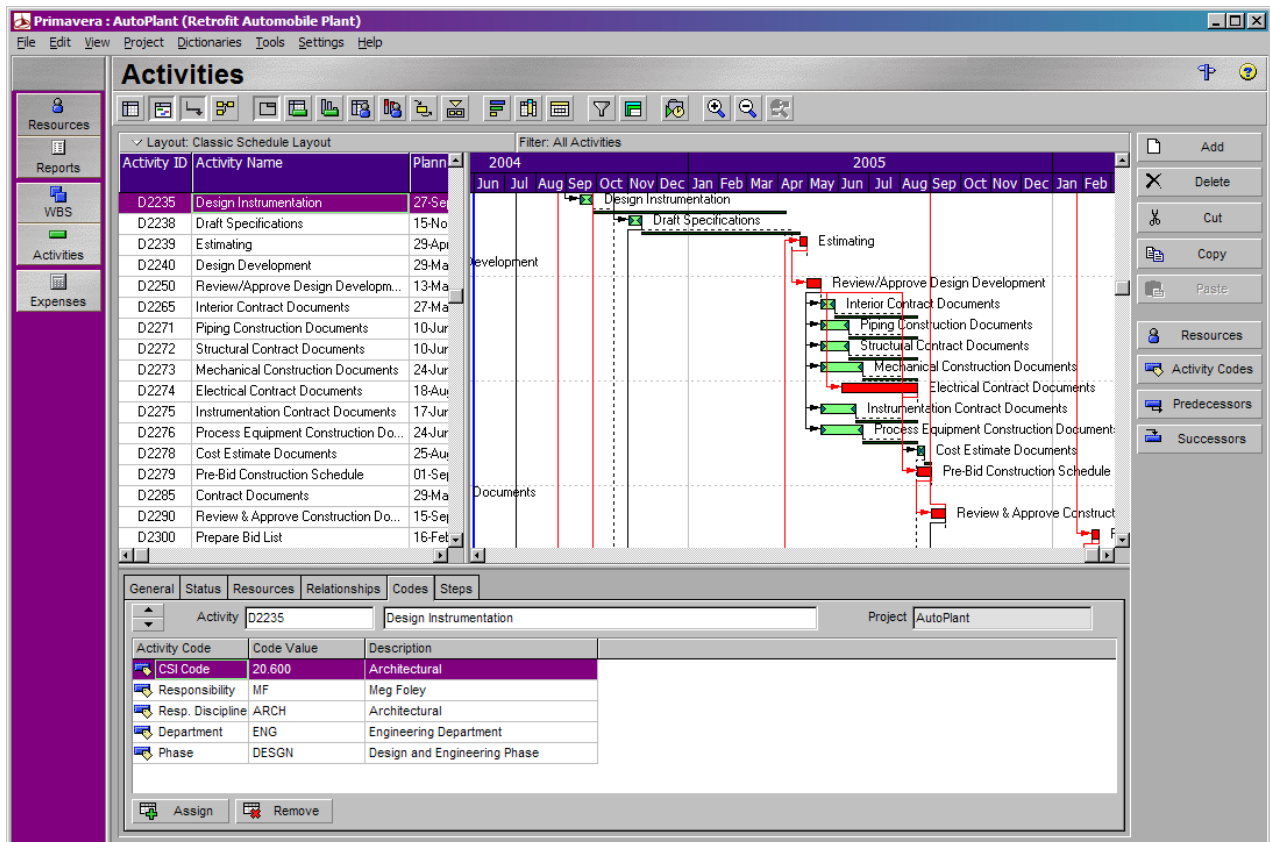 Primavera : AutoPlant (Retrofit Automobile Plant)
File Edit View Project Dictionaries Tools Settings Help
Activities
Resources
Reports
WBS
Activities
Expenses
Layout: Classic Schedule Layout Filter: All Activities
Activity ID Activity Name Plann 2004 2005
Jun Jul Aug Sep Oct Nov Dec Jan Feb Mar Apr May Jun Jul Aug Sep Oct Nov Dec Jan Feb
D2235 Design Instrumentation 27-Sep Design Instrumentation
D2238 Draft Specifications 15-No Draft Specifications
D2239 Estimating 29-Apr Estimating
D2240 Design Development 29-Ma evelopment
D2250 Review/Approve Design Developm... 13-Ma Review/Approve Design Development
D2265 Interior Contract Documents 27-Ma Interior Contract Documents
D2271 Piping Construction Documents 10-Jun Piping Construction Documents
D2272 Structural Contract Documents 10-Jun Structural Contract Documents
D2273 Mechanical Construction Documents 24-Jun Mechanical Construction Documents
D2274 Electrical Contract Documents 18-Aug Electrical Contract Documents
D2275 Instrumentation Contract Documents 17-Jun Instrumentation Contract Documents
D2276 Process Equipment Construction Do... 24-Jun Process Equipment Construction Document
D2278 Cost Estimate Documents 25-Aug Cost Estimate Documents
D2279 Pre-Bid Construction Schedule 01-Sep Pre-Bid Construction Schedule
D2285 Contract Documents 29-Ma Documents
D2290 Review & Approve Construction Do... 15-Sep Review & Approve Construct
D2300 Prepare Bid List 16-Feb
Add
Delete
Cut
Copy
Paste
Resources
Activity Codes
Predecessors
Successors
General Status Resources Relationships Codes Steps
Activity D2235 Design Instrumentation Project AutoPlant
Activity Code Code Value Description
CSI Code 20.600 Architectural
Responsibility MF Meg Foley
Resp. Discipline ARCH Architectural
Department ENG Engineering Department
Phase DESGN Design and Engineering Phase
Assign Remove